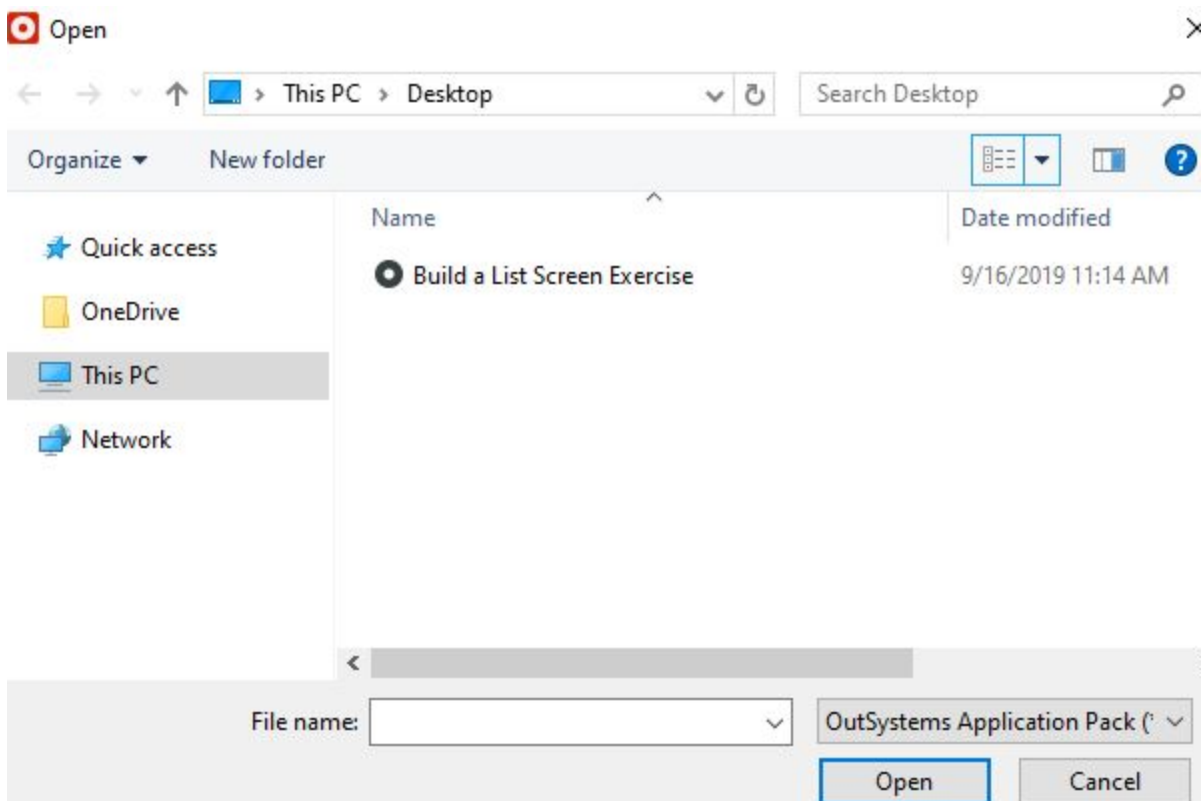 Open
This PC > Desktop
Search Desktop
Organize
New folder
Name
Date modified
Quick access
Build a List Screen Exercise
9/16/2019 11:14 AM
OneDrive
This PC
Network
File name:
OutSystems Application Pack (
Open
Cancel